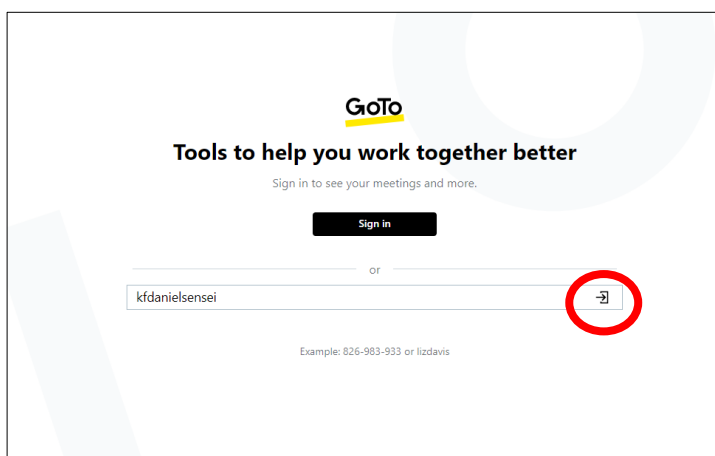 GoTo
Tools to help you work together better
Sign in to see your meetings and more.
Sign in
or
kfdanielsensei
Example: 826-983-933 or lizdavis